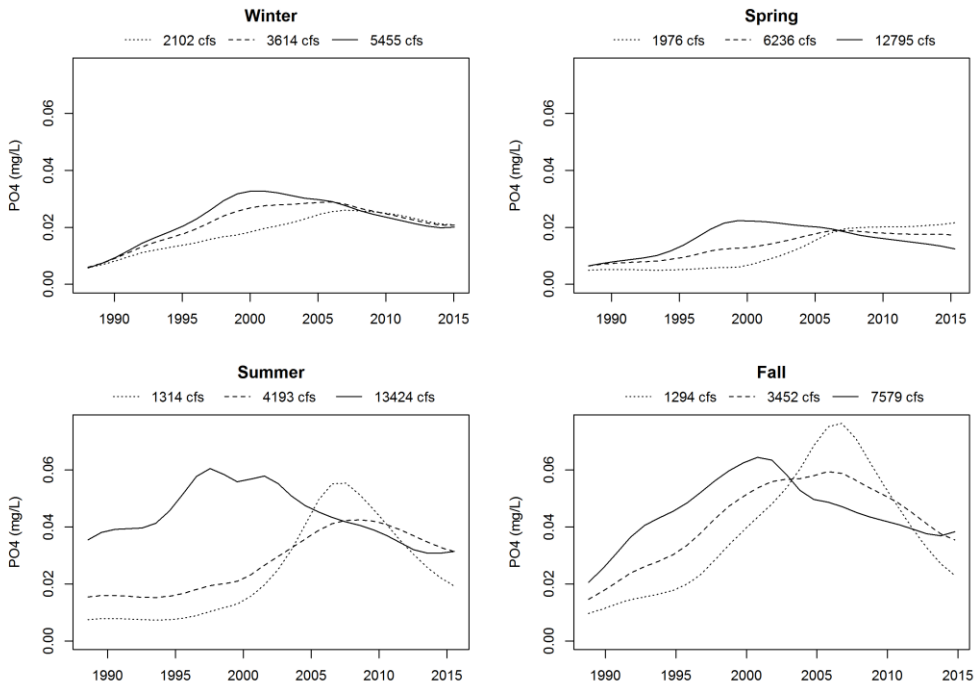 Winter
2102 cfs 3614 cfs 5455 cfs
PO4 (mg/L)
0.06
0.04
0.02
0.00
1990 1995 2000 2005 2010 2015
Spring
1976 cfs 6236 cfs 12795 cfs
PO4 (mg/L)
0.06
0.04
0.02
0.00
1990 1995 2000 2005 2010 2015
Summer
1314 cfs 4193 cfs 13424 cfs
PO4 (mg/L)
0.06
0.04
0.02
0.00
1990 1995 2000 2005 2010 2015
Fall
1294 cfs 3452 cfs 7579 cfs
PO4 (mg/L)
0.06
0.04
0.02
0.00
1990 1995 2000 2005 2010 2015